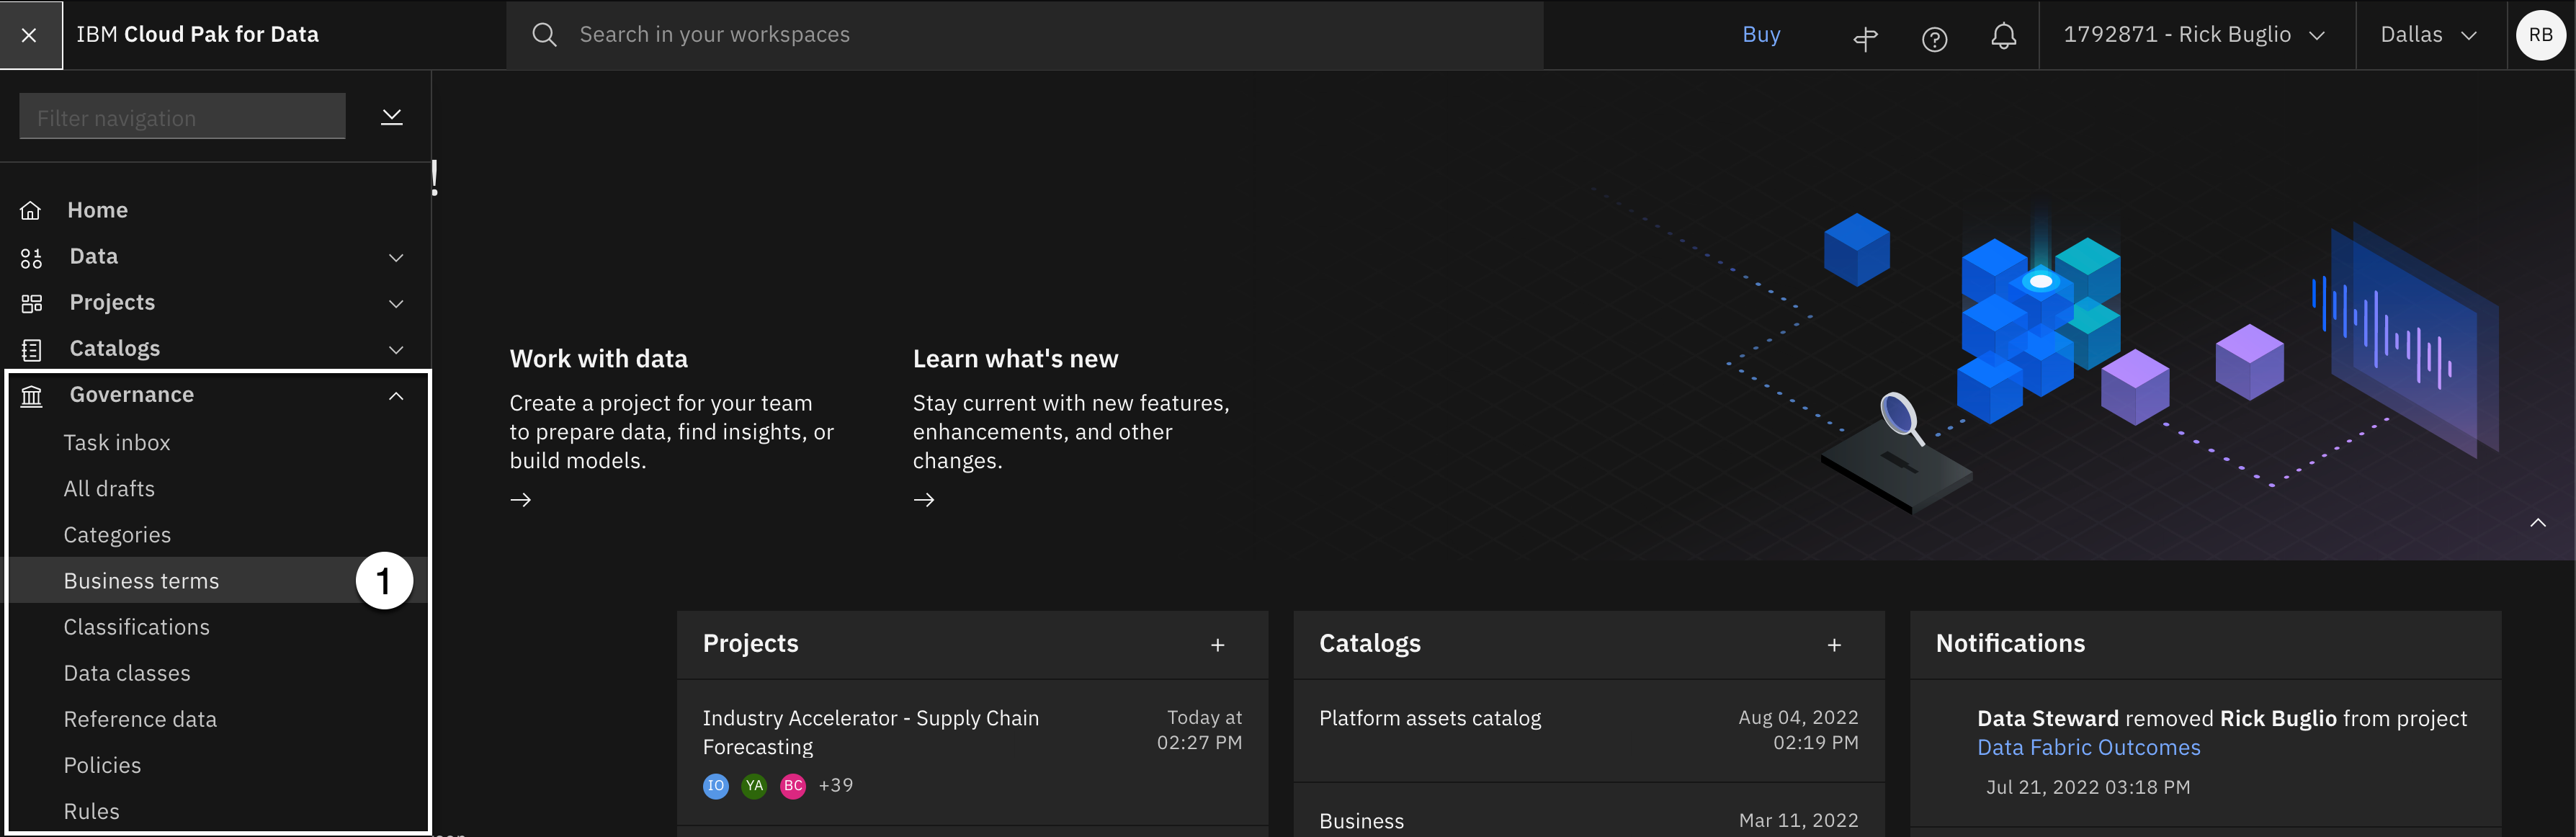 IBM Cloud Pak for Data
Search in your workspaces
Buy
1792871 - Rick Buglio
Dallas
RB
Filter navigation
!
Home
Data
Projects
Catalogs
Governance
Task inbox
All drafts
Categories
Business terms
1
Classifications
Data classes
Reference data
Policies
Rules
Work with data
Create a project for your team
to prepare data, find insights, or
build models.
Learn what's new
Stay current with new features,
enhancements, and other
changes.
Projects
Industry Accelerator - Supply Chain
Forecasting
Today at
02:27 PM
IO YA BC +39
Catalogs
Platform assets catalog
Aug 04, 2022
02:19 PM
Business
Mar 11, 2022
Notifications
Data Steward removed Rick Buglio from project
Data Fabric Outcomes
Jul 21, 2022 03:18 PM